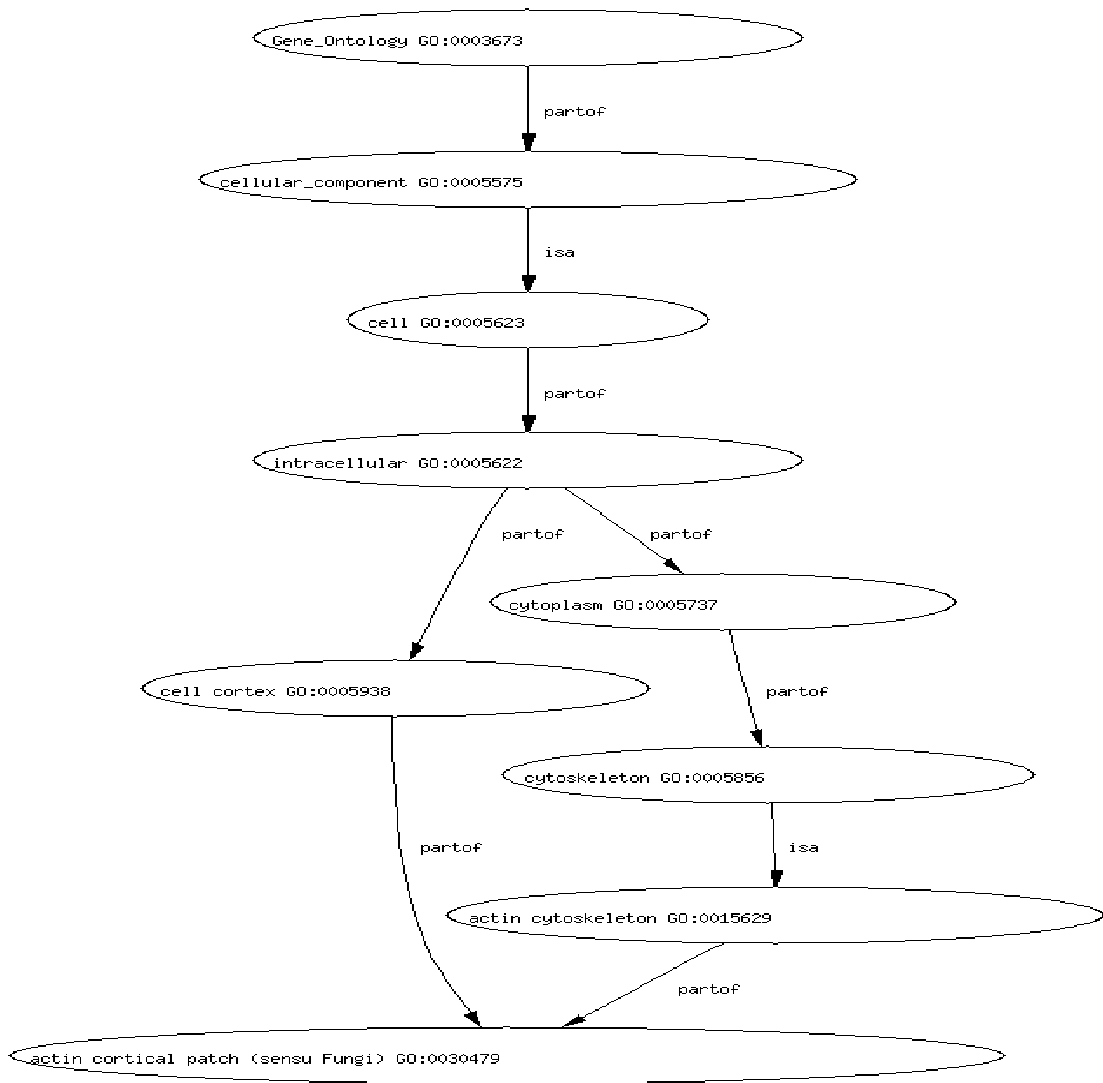 Gene_Ontology GO:0003673
partof
cellular_component GO:0005575
isa
cell GO:0005623
partof
intracellular GO:0005622
partof
partof
cytoplasm GO:0005737
cell cortex GO:0005938
partof
cytoskeleton GO:0005856
partof
isa
actin cytoskeleton GO:0015629
partof
actin cortical patch (sensu Fungi) GO:0030479